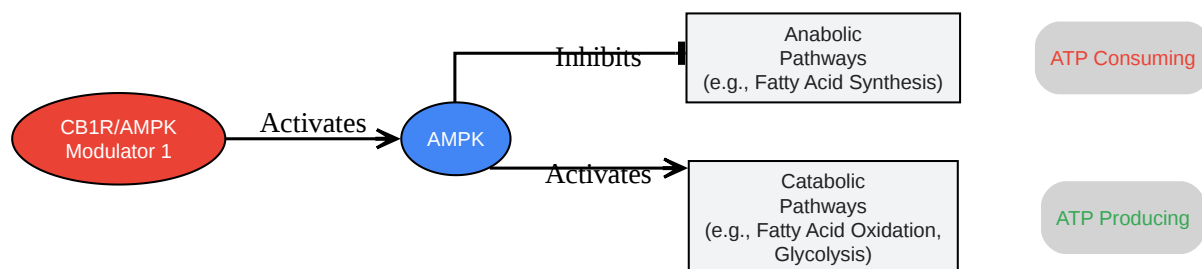 CB1R/AMPK
Modulator 1
Activates
AMPK
Inhibits
Anabolic
Pathways
(e.g., Fatty Acid Synthesis)
ATP Consuming
Activates
Catabolic
Pathways
(e.g., Fatty Acid Oxidation,
Glycolysis)
ATP Producing